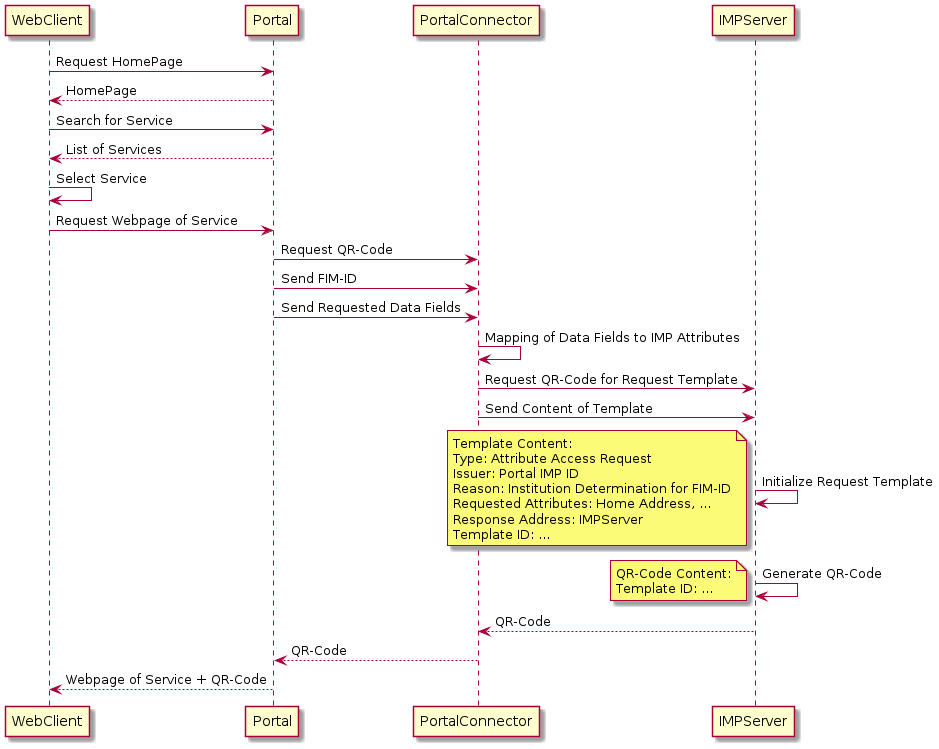 WebClient
Portal
PortalConnector
IMPServer
Request HomePage
HomePage
Search for Service
List of Services
Select Service
Request Webpage of Service
Request QR-Code
Send FIM-ID
Send Requested Data Fields
Mapping of Data Fields to IMP Attributes
Request QR-Code for Request Template
Send Content of Template
Template Content:
Type: Attribute Access Request
Issuer: Portal IMP ID
Reason: Institution Determination for FIM-ID
Requested Attributes: Home Address, ...
Response Address: IMPServer
Template ID: ...
Initialize Request Template
QR-Code Content:
Template ID: ...
Generate QR-Code
QR-Code
QR-Code
Webpage of Service + QR-Code
WebClient
Portal
PortalConnector
IMPServer